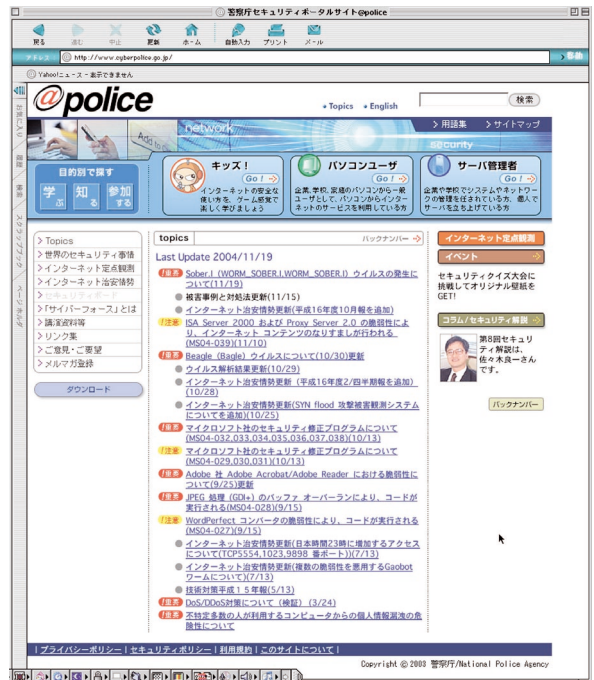 警察庁セキュリティポータルサイト@police
戻る 進む 中止 更新 ホーム 自動入力 プリント メール
アドレス http://www.cyberpolice.go.jp/ 移動
Yahoo!ニュース - 表示できません
お気に入り
履歴
検索
スクラップブック
ページホルダ
@police
Topics English 検索
用語集 サイトマップ
network
security
目的別で探す
学ぶ 知る 参加する
キッズ!
Go!
インターネットの安全な
使い方を、ゲーム感覚で
楽しく学びましょう
パソコンユーザ
Go!
企業、学校、家庭のパソコンから一般
ユーザとして、パソコンからインター
ネットのサービスを利用している方
サーバ管理者
Go!
企業や学校でシステムやネットワー
クの管理を任されている方、個人で
サーバを立ち上げている方
Topics
世界のセキュリティ事情
インターネット定点観測
インターネット治安情勢
セキュリティボード
「サイバーフォース」とは
講演資料等
リンク集
ご意見・ご要望
メルマガ登録
ダウンロード
topics バックナンバー
Last Update 2004/11/19
!重要 Sober.I (WORM_SOBER.I,WORM_SOBER.I) ウイルスの発生に
ついて(11/19)
被害事例と対処法更新(11/15)
インターネット治安情勢更新(平成16年度10月報を追加)
!注意 ISA Server 2000 および Proxy Server 2.0 の脆弱性によ
り、インターネット コンテンツのなりすましが行われる
(MS04-039)(11/10)
!重要 Beagle (Bagle) ウイルスについて(10/30)更新
ウイルス解析結果更新(10/29)
インターネット治安情勢更新 (平成16年度2/四半期報を追加)
(10/28)
インターネット治安情勢更新(SYN flood 攻撃被害観測システム
についてを追加)(10/25)
!重要 マイクロソフト社のセキュリティ修正プログラムについて
(MS04-032,033,034,035,036,037,038)(10/13)
!注意 マイクロソフト社のセキュリティ修正プログラムについて
(MS04-029,030,031)(10/13)
!重要 Adobe 社 Adobe Acrobat/Adobe Reader における脆弱性に
ついて(9/25)更新
!重要 JPEG 処理 (GDI+) のバッファ オーバーランにより、コードが
実行される(MS04-028)(9/15)
!注意 WordPerfect コンバータの脆弱性により、コードが実行される
(MS04-027)(9/15)
インターネット治安情勢更新(日本時間23時に増加するアクセス
について(TCP5554,1023,9898 番ポート))(7/13)
インターネット治安情勢更新(複数の脆弱性を悪用するGaobot
ワームについて)(7/13)
技術対策平成15年報(5/13)
!重要 DoS/DDoS対策について (検証) (3/24)
!重要 不特定多数の人が利用するコンピュータからの個人情報漏洩の危
険性について
インターネット定点観測
イベント
セキュリティクイズ大会に
挑戦してオリジナル壁紙を
GET!
コラム/セキュリティ解説
第8回セキュリ
ティ解説は、
佐々木良一さん
です。
バックナンバー
| プライバシーポリシー | セキュリティポリシー | 利用規約 | このサイトについて |
Copyright © 2003 警察庁/National Police Agency